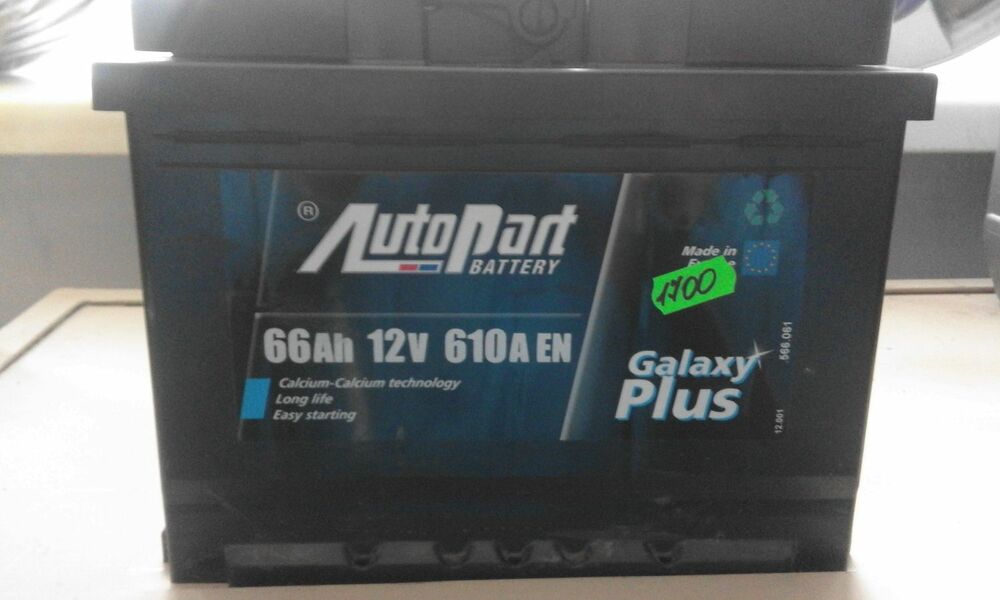 ®
AutoPart
BATTERY
66Ah 12V 610A EN
Calcium-Calcium technology
Long life
Easy starting
Made in
1700
Galaxy
Plus
.566.061
12.001